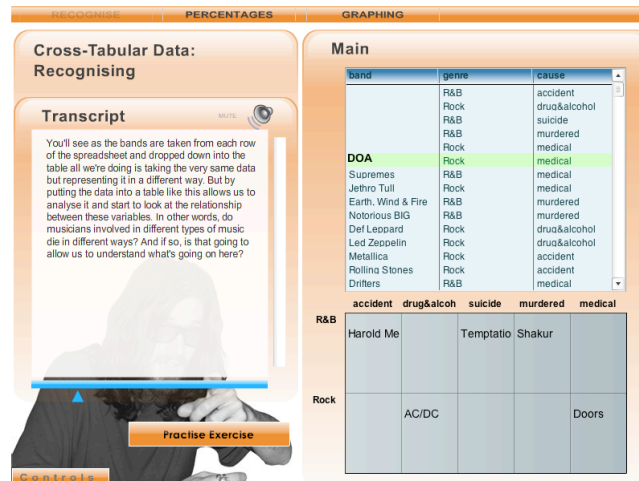 RECOGNISE PERCENTAGES GRAPHING
Cross-Tabular Data:
Recognising
Transcript
MUTE
You'll see as the bands are taken from each row
of the spreadsheet and dropped down into the
table all we're doing is taking the very same data
but representing it in a different way. But by
putting the data into a table like this allows us to
analyse it and start to look at the relationship
between these variables. In other words, do
musicians involved in different types of music
die in different ways? And if so, is that going to
allow us to understand what's going on here?
Practise Exercise
Controls
Main
band genre cause
R&B accident
Rock drug&alcohol
R&B suicide
R&B murdered
Rock medical
DOA Rock medical
Supremes R&B medical
Jethro Tull Rock medical
Earth, Wind & Fire R&B murdered
Notorious BIG R&B murdered
Def Leppard Rock drug&alcohol
Led Zeppelin Rock drug&alcohol
Metallica Rock accident
Rolling Stones Rock accident
Drifters R&B medical
accident drug&alcoh suicide murdered medical
R&B
Harold Me Temptatio Shakur
Rock
AC/DC Doors